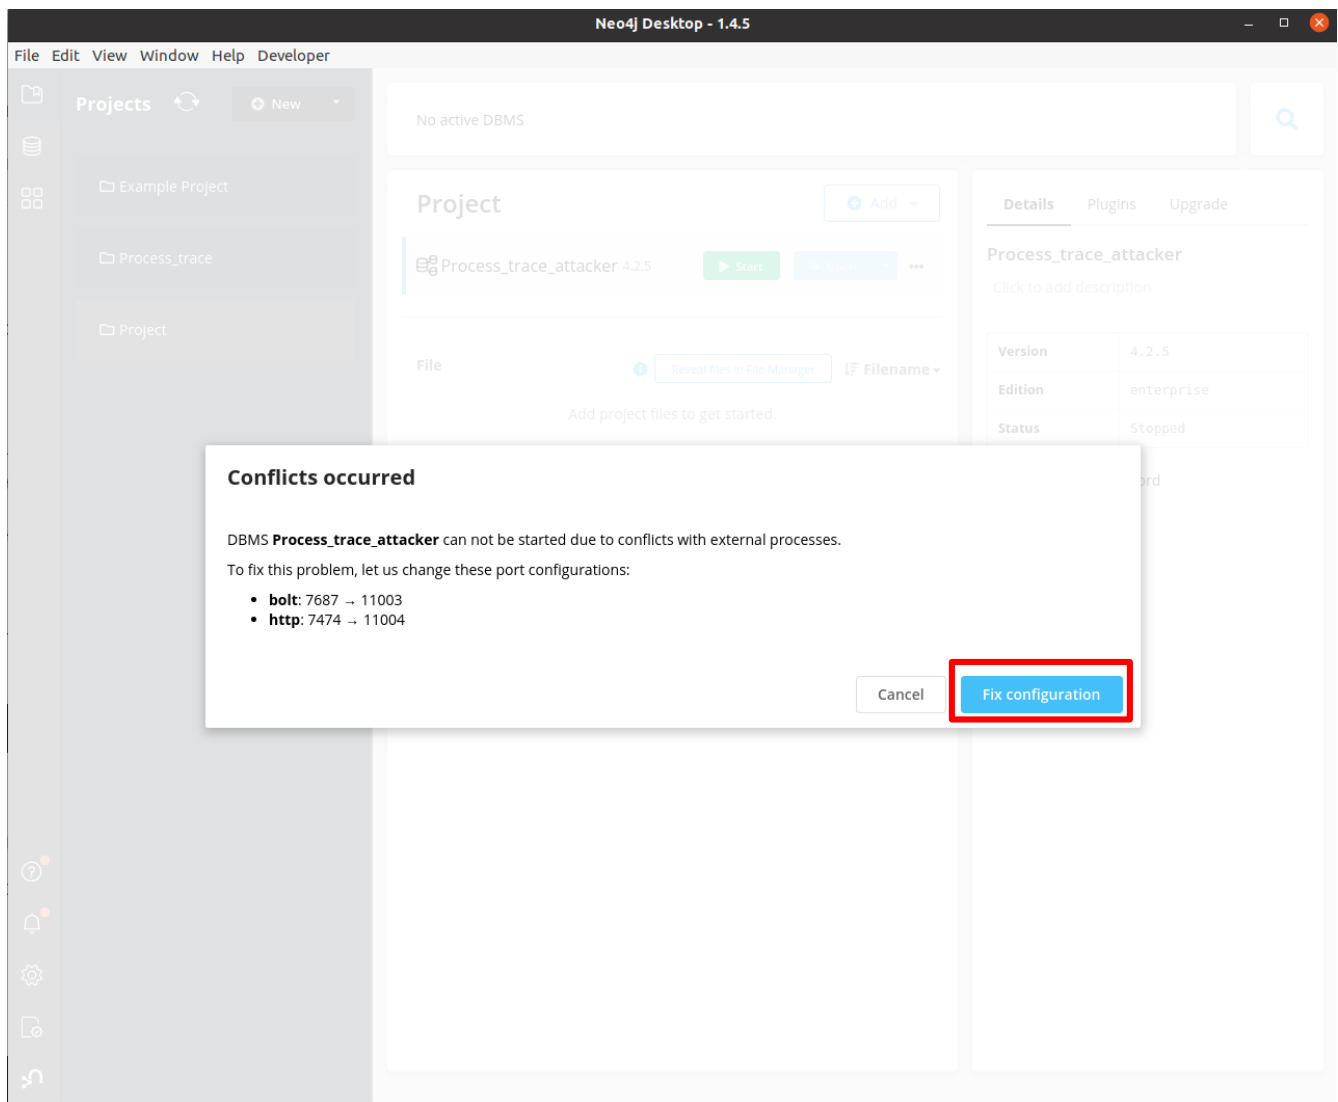 Neo4j Desktop - 1.4.5
File Edit View Window Help Developer
Projects
New
No active DBMS
Example Project
Process_trace
Project
Project
Add
Process_trace_attacker 4.2.5
Start
Open
File
Reveal files in File Manager
Filename
Add project files to get started.
Details Plugins Upgrade
Process_trace_attacker
Click to add description
Version 4.2.5
Edition enterprise
Status Stopped
Conflicts occurred
DBMS Process_trace_attacker can not be started due to conflicts with external processes.
To fix this problem, let us change these port configurations:
• bolt: 7687 → 11003
• http: 7474 → 11004
Cancel
Fix configuration